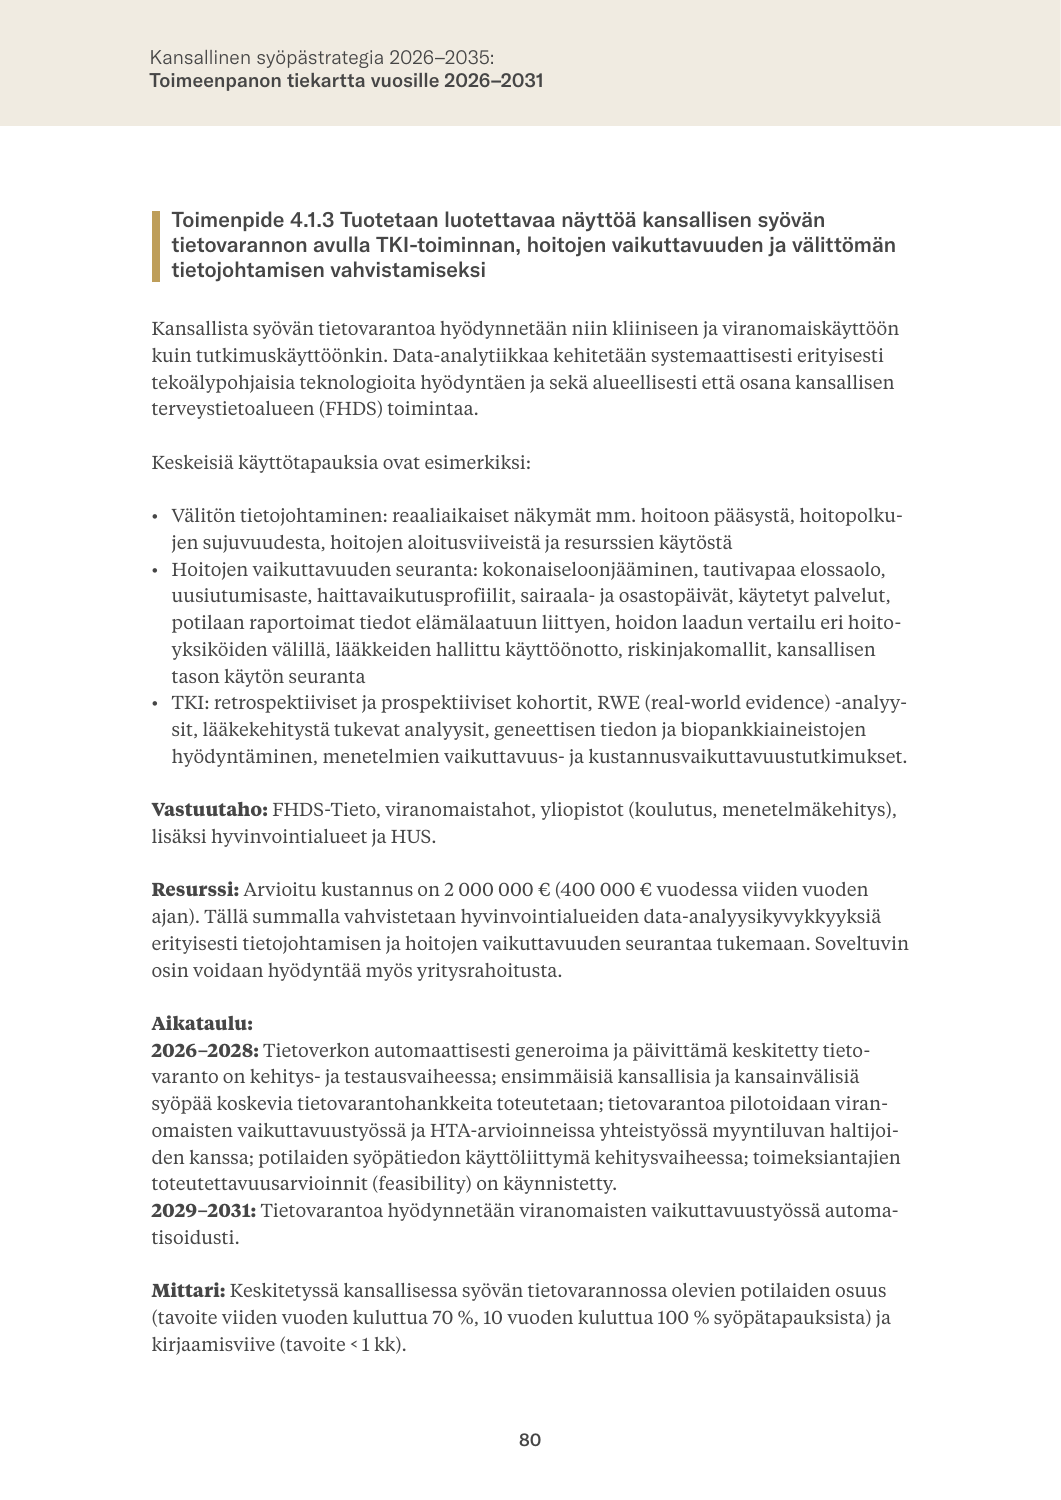 Kansallinen syöpästrategia 2026–2035:
Toimeenpanon tiekartta vuosille 2026–2031
Toimenpide 4.1.3 Tuotetaan luotettavaa näyttöä kansallisen syövän
tietovarannon avulla TKI-toiminnan, hoitojen vaikuttavuuden ja välittömän
tietojohtamisen vahvistamiseksi
Kansallista syövän tietovarantoa hyödynnetään niin kliiniseen ja viranomaiskäyttöön
kuin tutkimuskäyttöönkin. Data-analytiikkaa kehitetään systemaattisesti erityisesti
tekoälypohjaisia teknologioita hyödyntäen ja sekä alueellisesti että osana kansallisen
terveystietoalueen (FHDS) toimintaa.
Keskeisiä käyttötapauksia ovat esimerkiksi:
• Välitön tietojohtaminen: reaaliaikaiset näkymät mm. hoitoon pääsystä, hoitopolku-
jen sujuvuudesta, hoitojen aloitusviiveistä ja resurssien käytöstä
• Hoitojen vaikuttavuuden seuranta: kokonaiseloonjääminen, tautivapaa elossaolo,
uusiutumisaste, haittavaikutusprofiilit, sairaala- ja osastopäivät, käytetyt palvelut,
potilaan raportoimat tiedot elämälaatuun liittyen, hoidon laadun vertailu eri hoito-
yksiköiden välillä, lääkkeiden hallittu käyttöönotto, riskinjakomallit, kansallisen
tason käytön seuranta
• TKI: retrospektiiviset ja prospektiiviset kohortit, RWE (real-world evidence) -analyy-
sit, lääkekehitystä tukevat analyysit, geneettisen tiedon ja biopankkiaineistojen
hyödyntäminen, menetelmien vaikuttavuus- ja kustannusvaikuttavuustutkimukset.
Vastuutaho: FHDS-Tieto, viranomaistahot, yliopistot (koulutus, menetelmäkehitys),
lisäksi hyvinvointialueet ja HUS.
Resurssi: Arvioitu kustannus on 2 000 000 € (400 000 € vuodessa viiden vuoden
ajan). Tällä summalla vahvistetaan hyvinvointialueiden data-analyysikyvykkyyksiä
erityisesti tietojohtamisen ja hoitojen vaikuttavuuden seurantaa tukemaan. Soveltuvin
osin voidaan hyödyntää myös yritysrahoitusta.
Aikataulu:
2026–2028: Tietoverkon automaattisesti generoima ja päivittämä keskitetty tieto-
varanto on kehitys- ja testausvaiheessa; ensimmäisiä kansallisia ja kansainvälisiä
syöpää koskevia tietovarantohankkeita toteutetaan; tietovarantoa pilotoidaan viran-
omaisten vaikuttavuustyössä ja HTA-arvioinneissa yhteistyössä myyntiluvan haltijoi-
den kanssa; potilaiden syöpätiedon käyttöliittymä kehitysvaiheessa; toimeksiantajien
toteutettavuusarvioinnit (feasibility) on käynnistetty.
2029–2031: Tietovarantoa hyödynnetään viranomaisten vaikuttavuustyössä automa-
tisoidusti.
Mittari: Keskitetyssä kansallisessa syövän tietovarannossa olevien potilaiden osuus
(tavoite viiden vuoden kuluttua 70 %, 10 vuoden kuluttua 100 % syöpätapauksista) ja
kirjaamisviive (tavoite < 1 kk).
80